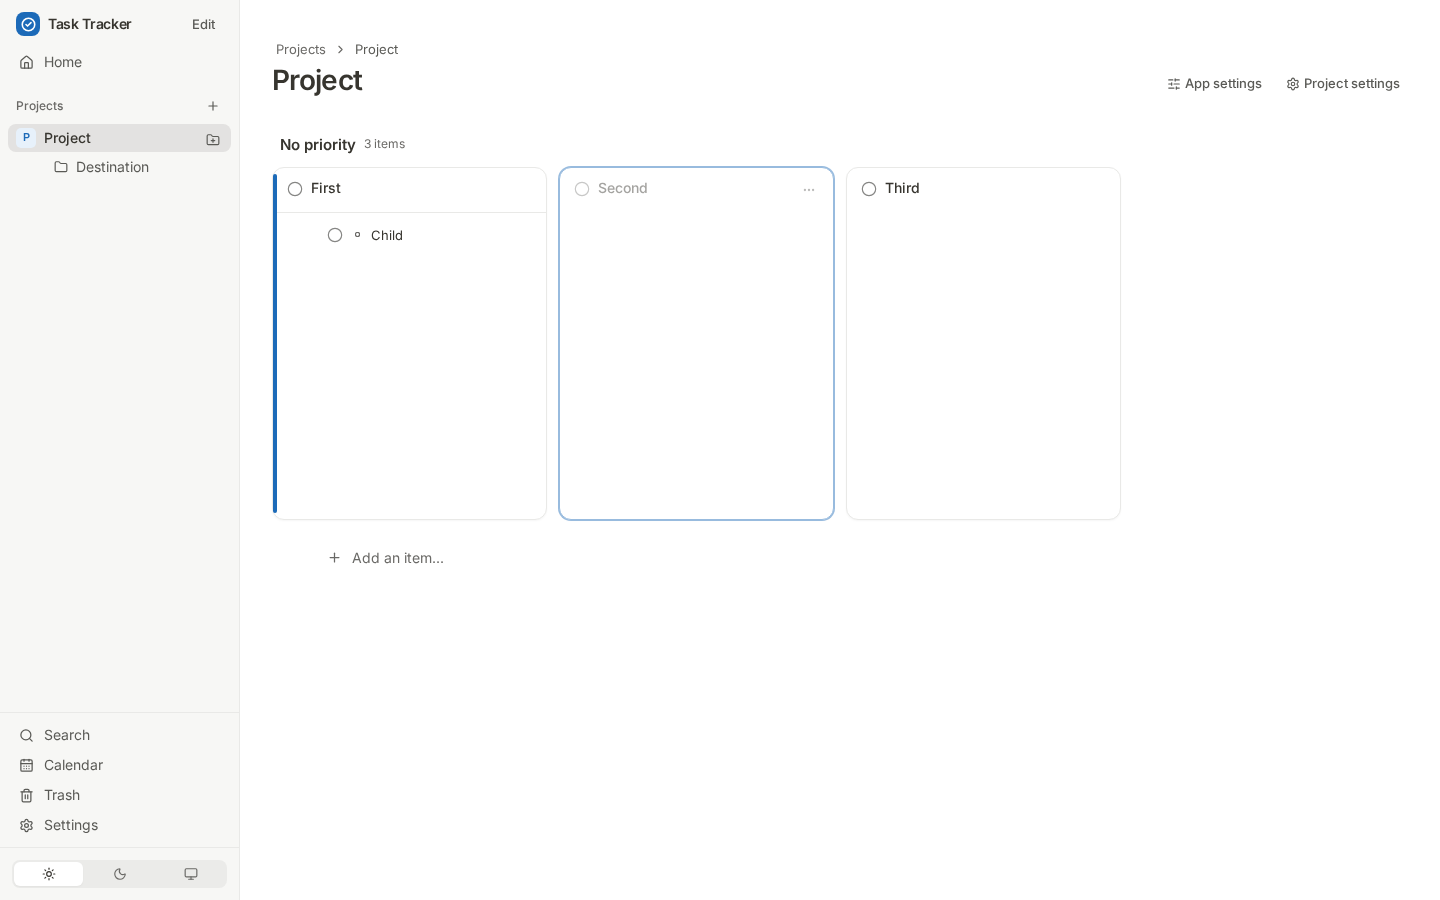 Task Tracker
Edit
Home
Projects
P
Project
Destination
Search
Calendar
Trash
Settings
Projects
Project
Project
App settings
Project settings
No priority
3 items
First
Child
Second
Third
Add an item...